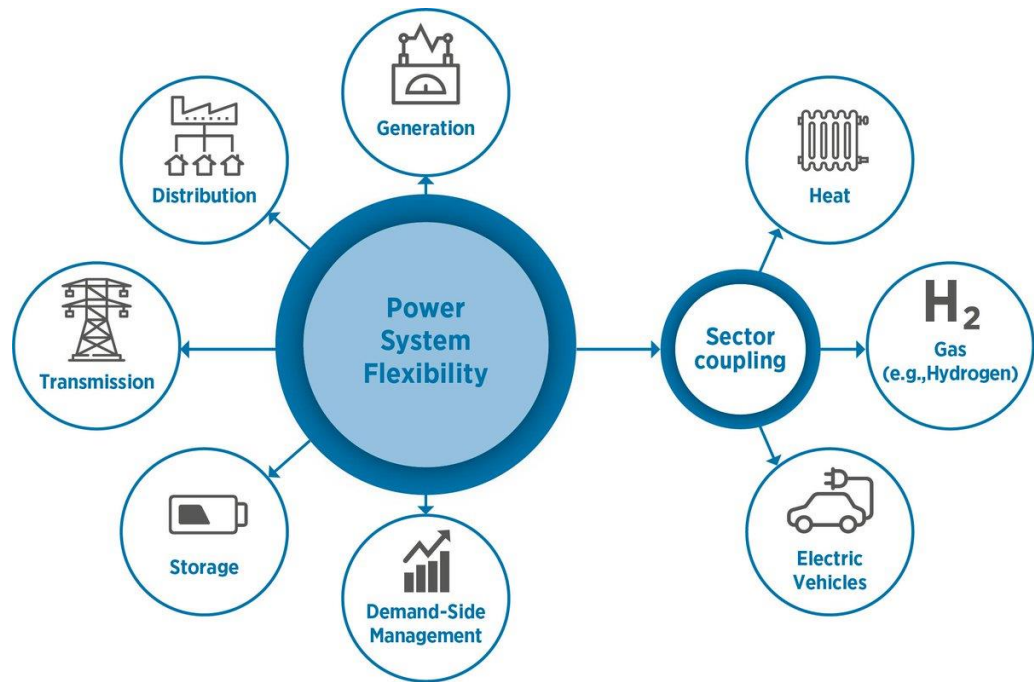 Generation
Distribution
Transmission
Storage
Demand-Side
Management
Power
System
Flexibility
Sector
coupling
Heat
H2
Gas
(e.g.,Hydrogen)
Electric
Vehicles